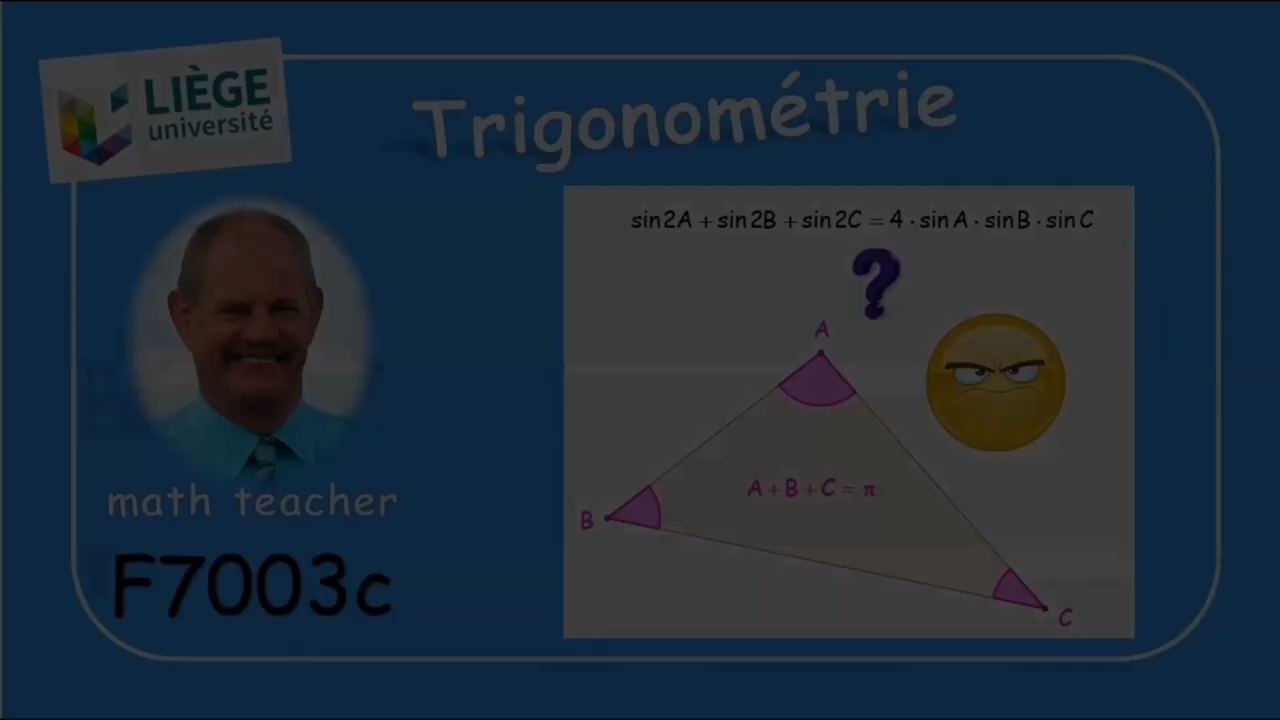 LIÈGE
université
Trigonométrie
sin2A + sin2B + sin2C = 4 · sinA · sinB · sinC
?
A
A + B + C = π
B
C
math teacher
F7003c